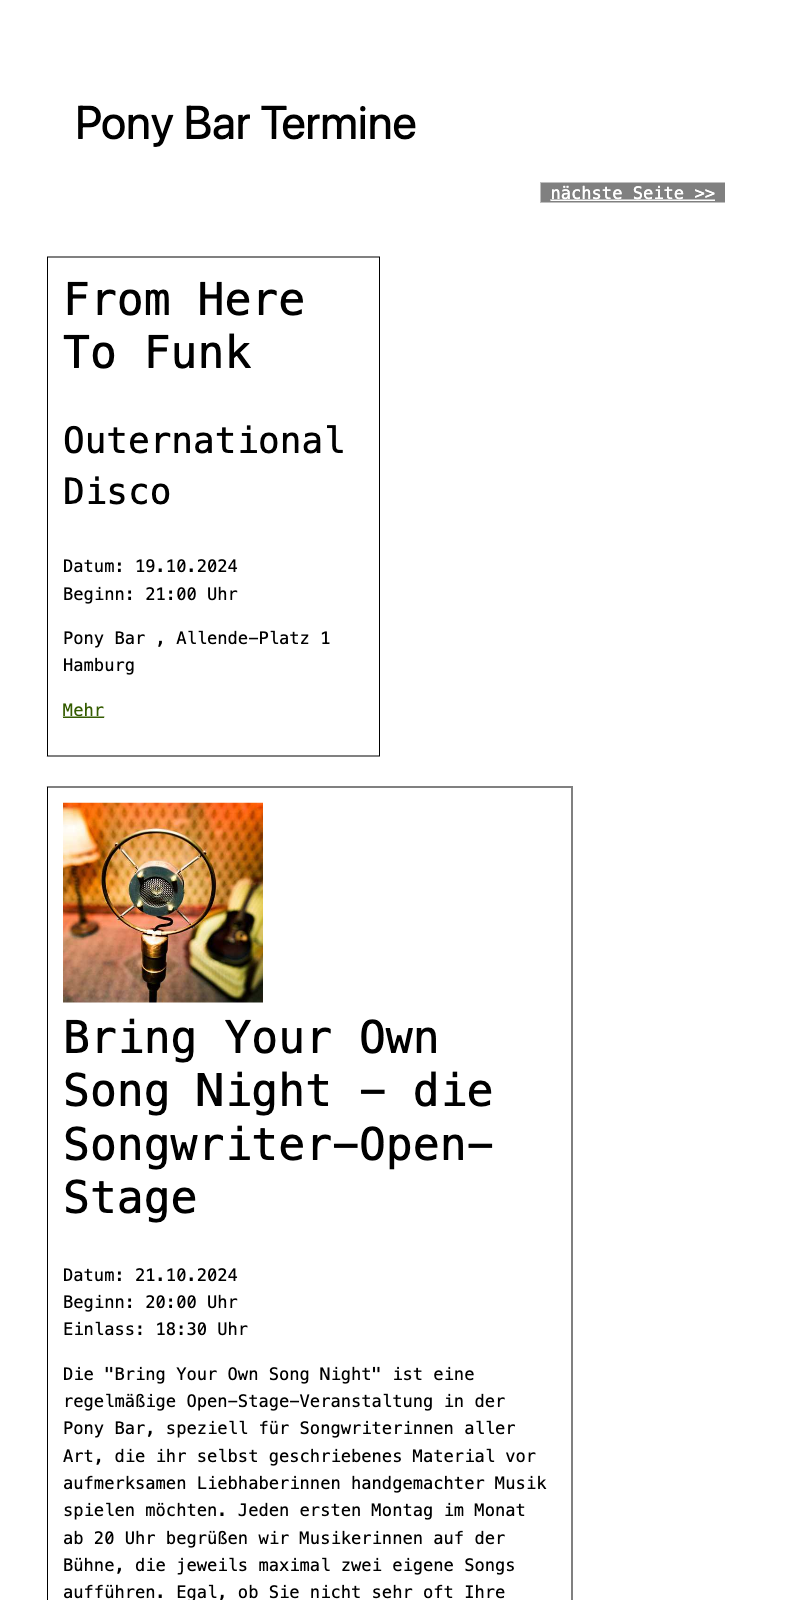 Pony Bar Termine
nächste Seite >>
From Here
To Funk
Outernational
Disco
Datum: 19.10.2024
Beginn: 21:00 Uhr
Pony Bar , Allende-Platz 1
Hamburg
Mehr
Bring Your Own
Song Night - die
Songwriter-Open-
Stage
Datum: 21.10.2024
Beginn: 20:00 Uhr
Einlass: 18:30 Uhr
Die "Bring Your Own Song Night" ist eine
regelmäßige Open-Stage-Veranstaltung in der
Pony Bar, speziell für Songwriterinnen aller
Art, die ihr selbst geschriebenes Material vor
aufmerksamen Liebhaberinnen handgemachter Musik
spielen möchten. Jeden ersten Montag im Monat
ab 20 Uhr begrüßen wir Musikerinnen auf der
Bühne, die jeweils maximal zwei eigene Songs
aufführen. Egal, ob Sie nicht sehr oft Ihre